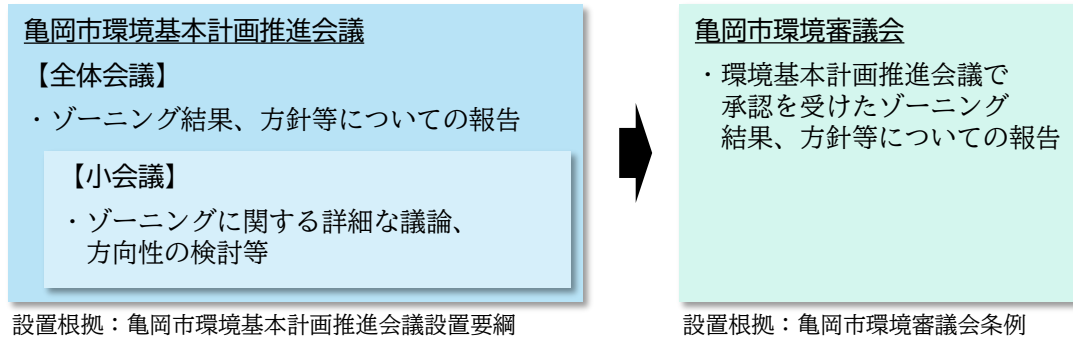 亀岡市環境基本計画推進会議
【全体会議】
・ゾーニング結果、方針等についての報告
【小会議】
・ゾーニングに関する詳細な議論、
方向性の検討等
設置根拠：亀岡市環境基本計画推進会議設置要綱
亀岡市環境審議会
・環境基本計画推進会議で
承認を受けたゾーニング
結果、方針等についての報告
設置根拠：亀岡市環境審議会条例